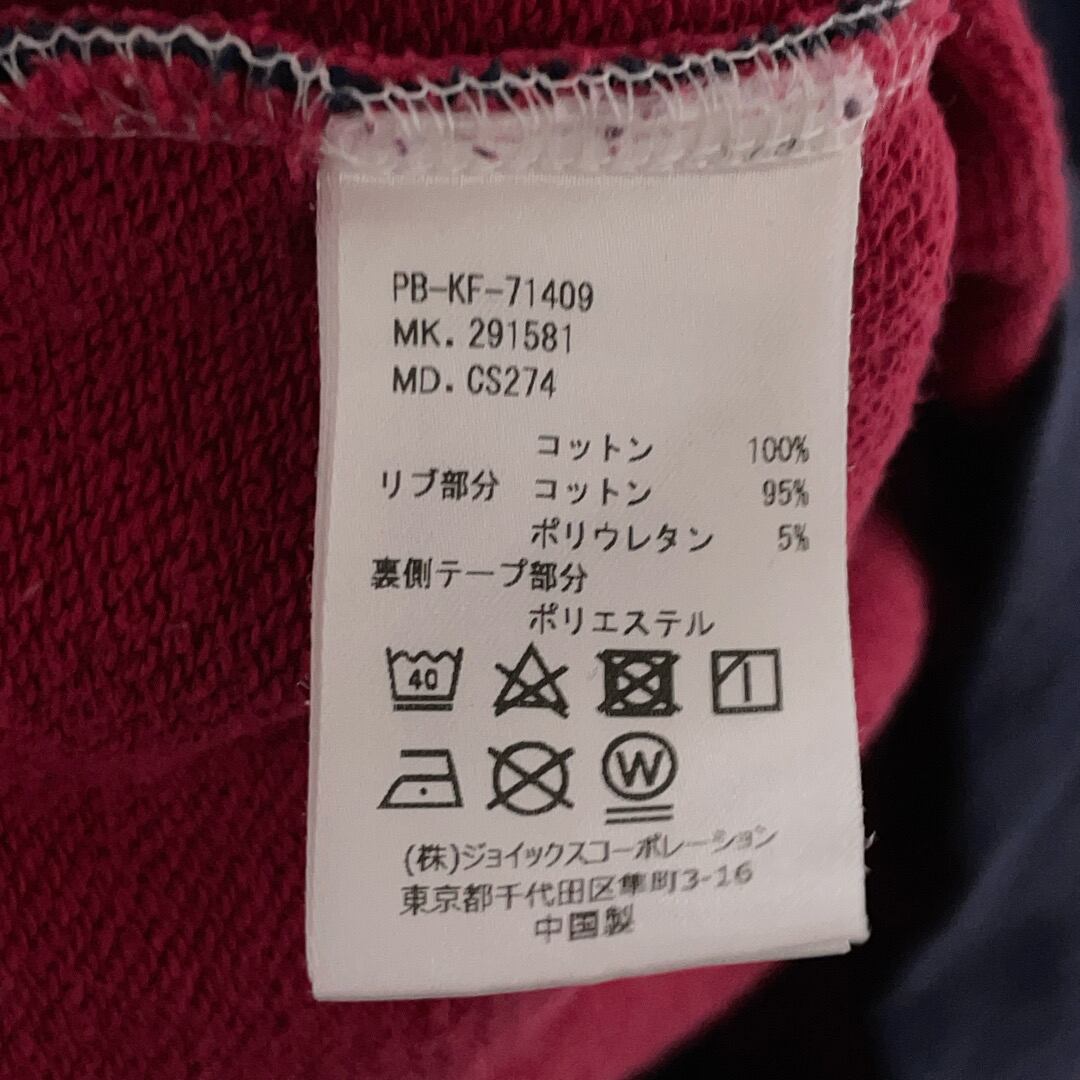 PB-KF-71409
MK. 291581
MD. CS274
コットン 100%
リブ部分 コットン 95%
ポリウレタン 5%
裏側テープ部分
ポリエステル
40
W
(株)ジョイックスコーポレーション
東京都千代田区隼町3-16
中国製